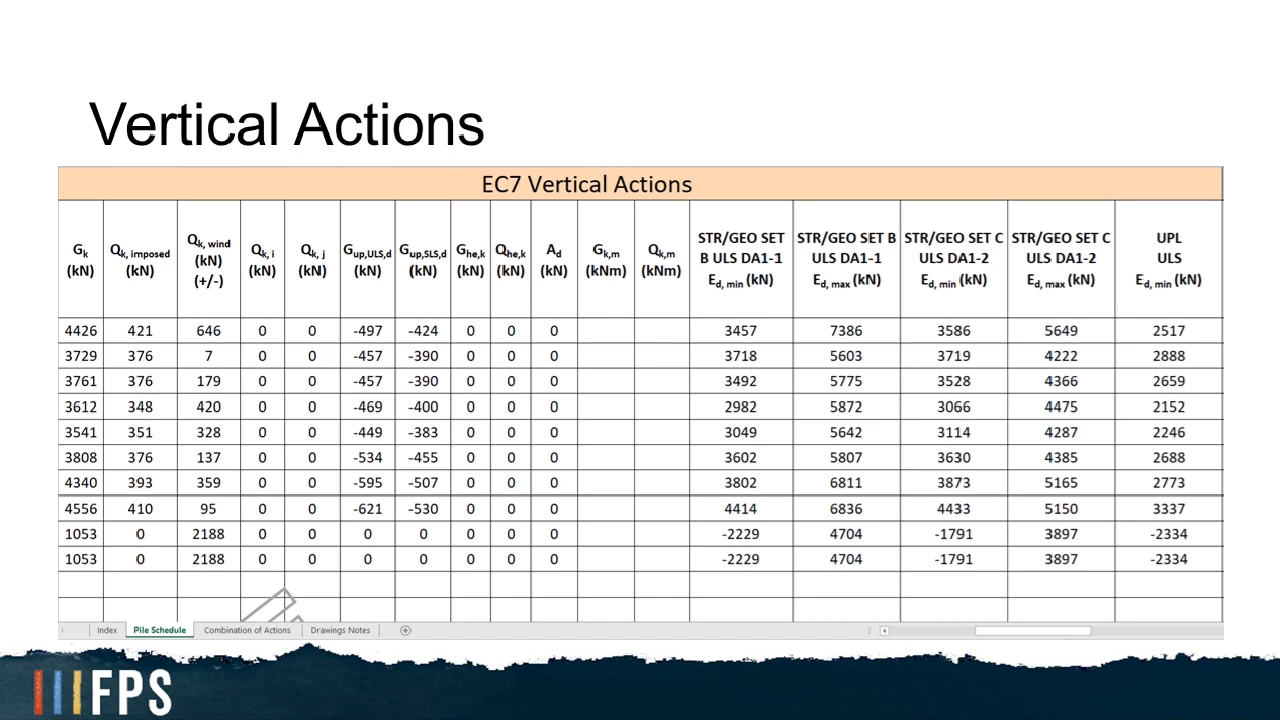 Vertical Actions
EC7 Vertical Actions
Gk (kN) Qk, imposed (kN) Qk, wind (kN) (+/-) Qk, i (kN) Qk, j (kN) Gup,ULS,d (kN) Gup,SLS,d (kN) Ghe,k (kN) Qhe,k (kN) Ad (kN) Gk,m (kNm) Qk,m (kNm) STR/GEO SET B ULS DA1-1 Ed, min (kN) STR/GEO SET B ULS DA1-1 Ed, max (kN) STR/GEO SET C ULS DA1-2 Ed, min (kN) STR/GEO SET C ULS DA1-2 Ed, max (kN) UPL ULS Ed, min (kN)
4426 421 646 0 0 -497 -424 0 0 0 3457 7386 3586 5649 2517
3729 376 7 0 0 -457 -390 0 0 0 3718 5603 3719 4222 2888
3761 376 179 0 0 -457 -390 0 0 0 3492 5775 3528 4366 2659
3612 348 420 0 0 -469 -400 0 0 0 2982 5872 3066 4475 2152
3541 351 328 0 0 -449 -383 0 0 0 3049 5642 3114 4287 2246
3808 376 137 0 0 -534 -455 0 0 0 3602 5807 3630 4385 2688
4340 393 359 0 0 -595 -507 0 0 0 3802 6811 3873 5165 2773
4556 410 95 0 0 -621 -530 0 0 0 4414 6836 4433 5150 3337
1053 0 2188 0 0 0 0 0 0 0 -2229 4704 -1791 3897 -2334
1053 0 2188 0 0 0 0 0 0 0 -2229 4704 -1791 3897 -2334
Index Pile Schedule Combination of Actions Drawings Notes
FPS